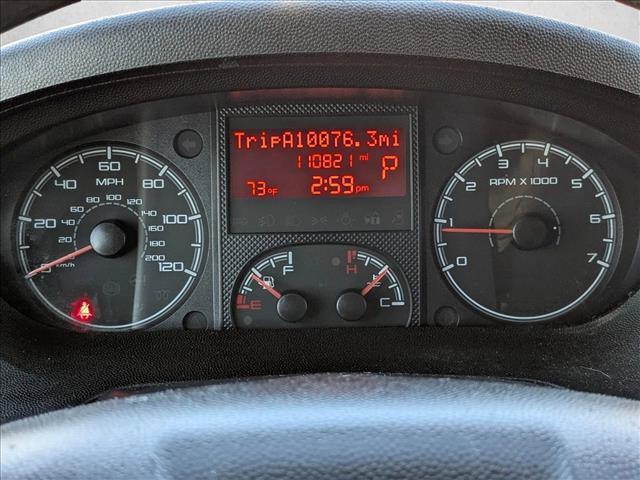 TripA10076.3mi
110821 mi
P
73°F 2:59 pm
0 20 40 60 80 100 120
MPH
20 40 60 80 100 120 140 160 180 200
km/h
F
E
H
C
0 1 2 3 4 5 6 7
RPM X 1000